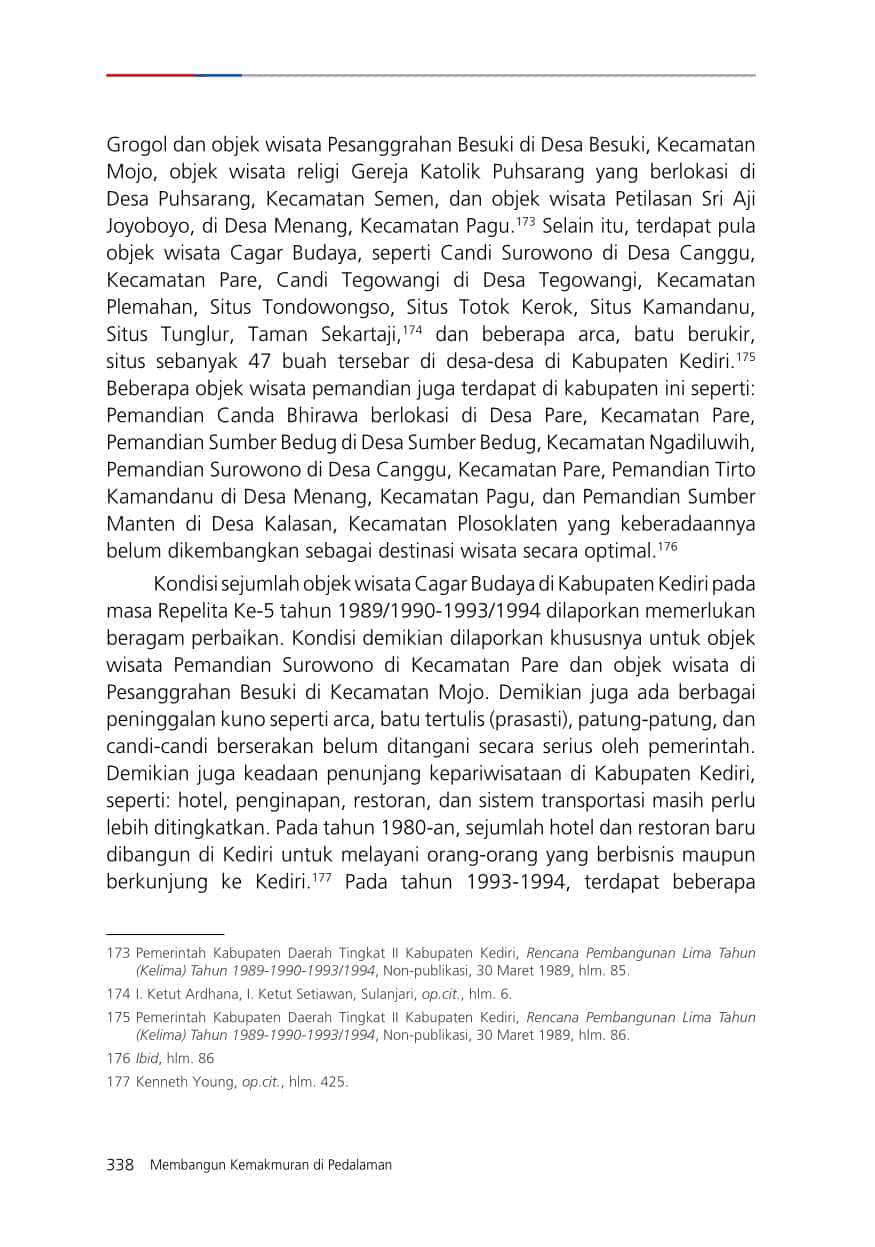 Grogol dan objek wisata Pesanggrahan Besuki di Desa Besuki, Kecamatan
Mojo, objek wisata religi Gereja Katolik Puhsarang yang berlokasi di
Desa Puhsarang, Kecamatan Semen, dan objek wisata Petilasan Sri Aji
Joyoboyo, di Desa Menang, Kecamatan Pagu.173 Selain itu, terdapat pula
objek wisata Cagar Budaya, seperti Candi Surowono di Desa Canggu,
Kecamatan Pare, Candi Tegowangi di Desa Tegowangi, Kecamatan
Plemahan, Situs Tondowongso, Situs Totok Kerok, Situs Kamandanu,
Situs Tunglur, Taman Sekartaji,174 dan beberapa arca, batu berukir,
situs sebanyak 47 buah tersebar di desa-desa di Kabupaten Kediri.175
Beberapa objek wisata pemandian juga terdapat di kabupaten ini seperti:
Pemandian Canda Bhirawa berlokasi di Desa Pare, Kecamatan Pare,
Pemandian Sumber Bedug di Desa Sumber Bedug, Kecamatan Ngadiluwih,
Pemandian Surowono di Desa Canggu, Kecamatan Pare, Pemandian Tirto
Kamandanu di Desa Menang, Kecamatan Pagu, dan Pemandian Sumber
Manten di Desa Kalasan, Kecamatan Plosoklaten yang keberadaannya
belum dikembangkan sebagai destinasi wisata secara optimal.176
Kondisi sejumlah objek wisata Cagar Budaya di Kabupaten Kediri pada
masa Repelita Ke-5 tahun 1989/1990-1993/1994 dilaporkan memerlukan
beragam perbaikan. Kondisi demikian dilaporkan khususnya untuk objek
wisata Pemandian Surowono di Kecamatan Pare dan objek wisata di
Pesanggrahan Besuki di Kecamatan Mojo. Demikian juga ada berbagai
peninggalan kuno seperti arca, batu tertulis (prasasti), patung-patung, dan
candi-candi berserakan belum ditangani secara serius oleh pemerintah.
Demikian juga keadaan penunjang kepariwisataan di Kabupaten Kediri,
seperti: hotel, penginapan, restoran, dan sistem transportasi masih perlu
lebih ditingkatkan. Pada tahun 1980-an, sejumlah hotel dan restoran baru
dibangun di Kediri untuk melayani orang-orang yang berbisnis maupun
berkunjung ke Kediri.177 Pada tahun 1993-1994, terdapat beberapa
173 Pemerintah Kabupaten Daerah Tingkat II Kabupaten Kediri, Rencana Pembangunan Lima Tahun
(Kelima) Tahun 1989-1990-1993/1994, Non-publikasi, 30 Maret 1989, hlm. 85.
174 I. Ketut Ardhana, I. Ketut Setiawan, Sulanjari, op.cit., hlm. 6.
175 Pemerintah Kabupaten Daerah Tingkat II Kabupaten Kediri, Rencana Pembangunan Lima Tahun
(Kelima) Tahun 1989-1990-1993/1994, Non-publikasi, 30 Maret 1989, hlm. 86.
176 Ibid, hlm. 86
177 Kenneth Young, op.cit., hlm. 425.
338 Membangun Kemakmuran di Pedalaman